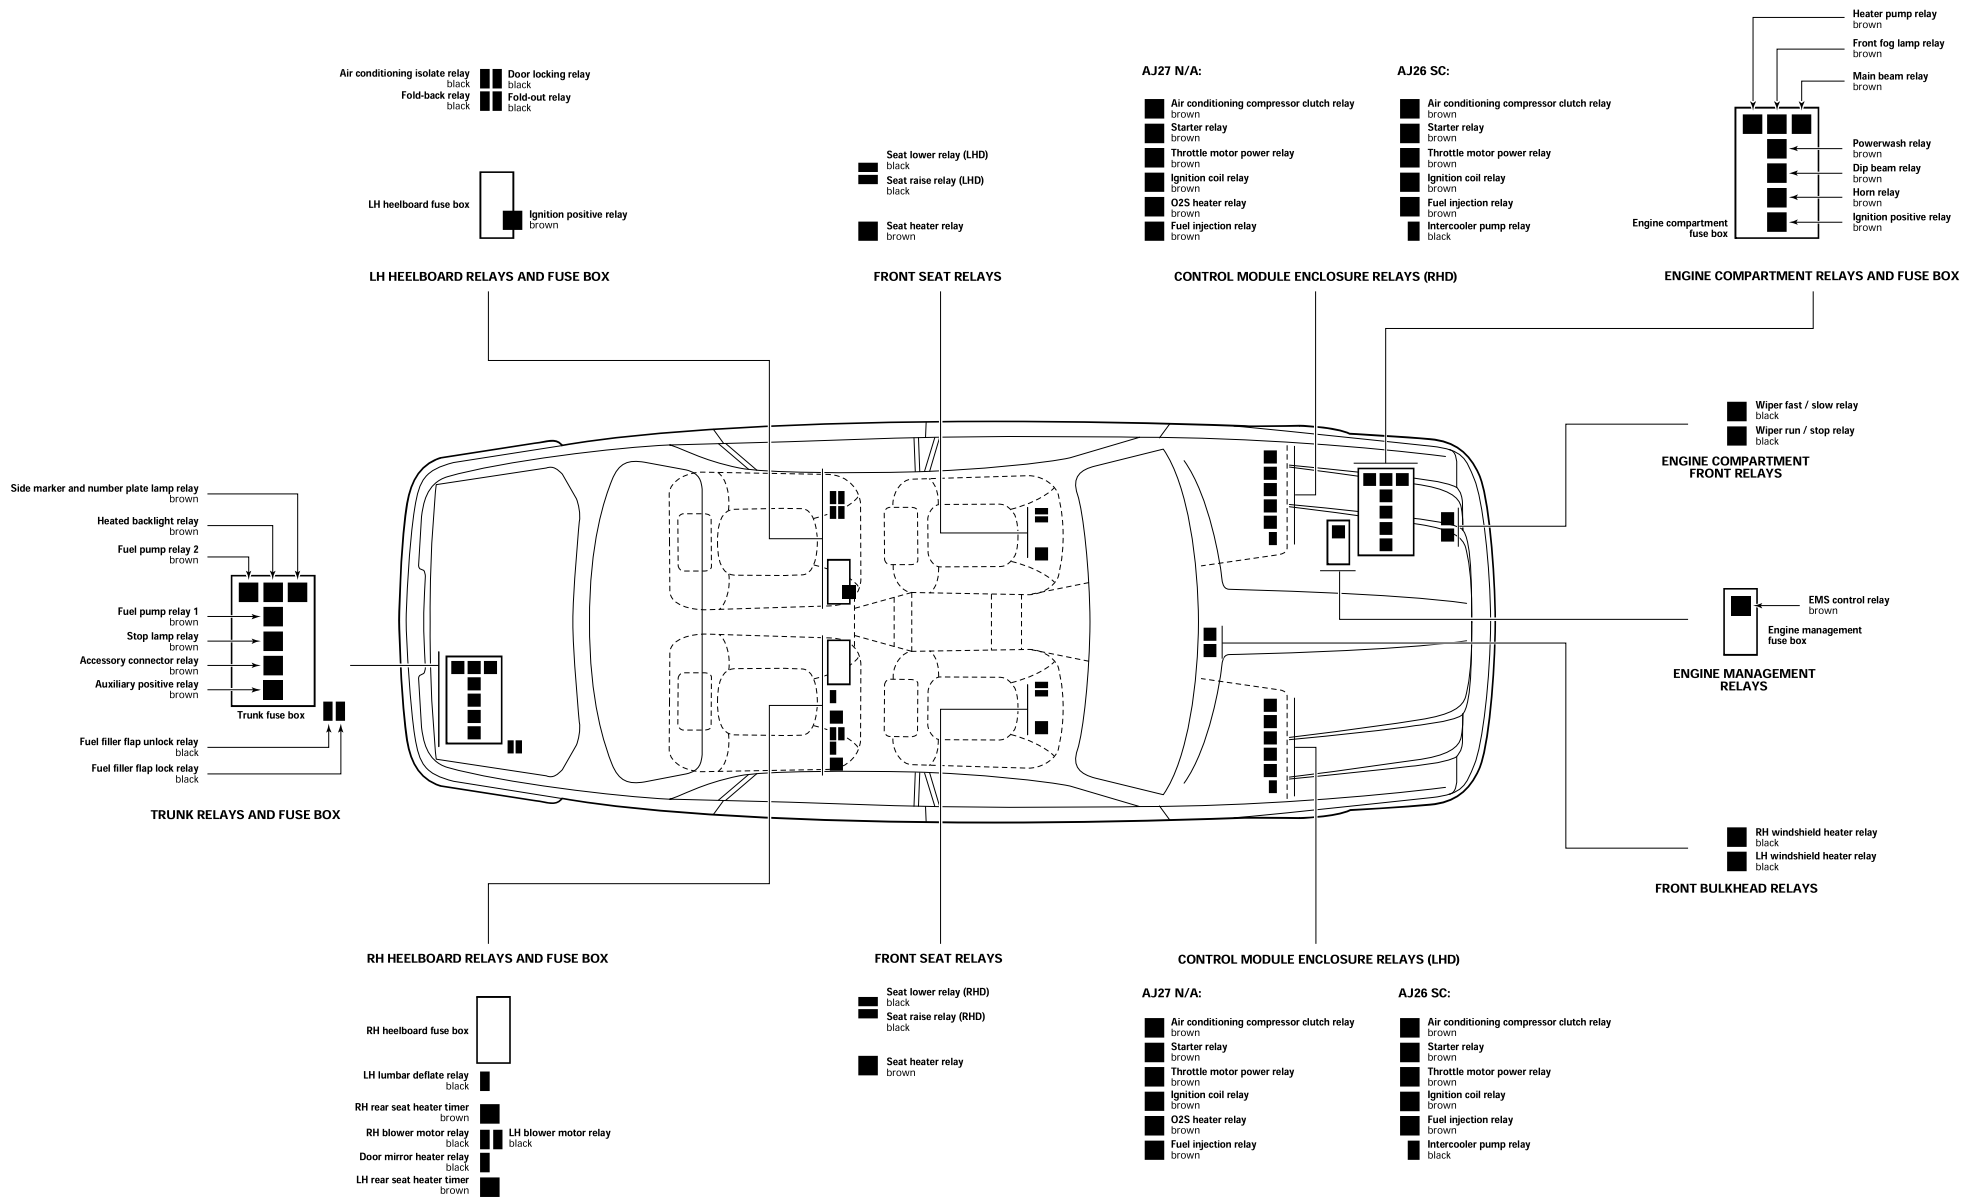 Air conditioning isolate relay
black
Door locking relay
black
Fold-back relay
black
Fold-out relay
black
LH heelboard fuse box
Ignition positive relay
brown
LH HEELBOARD RELAYS AND FUSE BOX
Seat lower relay (LHD)
black
Seat raise relay (LHD)
black
Seat heater relay
brown
FRONT SEAT RELAYS
AJ27 N/A:
Air conditioning compressor clutch relay
brown
Starter relay
brown
Throttle motor power relay
brown
Ignition coil relay
brown
O2S heater relay
brown
Fuel injection relay
brown
AJ26 SC:
Air conditioning compressor clutch relay
brown
Starter relay
brown
Throttle motor power relay
brown
Ignition coil relay
brown
Fuel injection relay
brown
Intercooler pump relay
black
CONTROL MODULE ENCLOSURE RELAYS (RHD)
Heater pump relay
brown
Front fog lamp relay
brown
Main beam relay
brown
Powerwash relay
brown
Dip beam relay
brown
Horn relay
brown
Ignition positive relay
brown
Engine compartment
fuse box
ENGINE COMPARTMENT RELAYS AND FUSE BOX
Wiper fast / slow relay
black
Wiper run / stop relay
black
ENGINE COMPARTMENT
FRONT RELAYS
Side marker and number plate lamp relay
brown
Heated backlight relay
brown
Fuel pump relay 2
brown
Fuel pump relay 1
brown
Stop lamp relay
brown
Accessory connector relay
brown
Auxiliary positive relay
brown
Trunk fuse box
Fuel filler flap unlock relay
black
Fuel filler flap lock relay
black
TRUNK RELAYS AND FUSE BOX
EMS control relay
brown
Engine management
fuse box
ENGINE MANAGEMENT
RELAYS
RH windshield heater relay
black
LH windshield heater relay
black
FRONT BULKHEAD RELAYS
RH HEELBOARD RELAYS AND FUSE BOX
RH heelboard fuse box
LH lumbar deflate relay
black
RH rear seat heater timer
brown
RH blower motor relay
black
LH blower motor relay
black
Door mirror heater relay
black
LH rear seat heater timer
brown
FRONT SEAT RELAYS
Seat lower relay (RHD)
black
Seat raise relay (RHD)
black
Seat heater relay
brown
CONTROL MODULE ENCLOSURE RELAYS (LHD)
AJ27 N/A:
Air conditioning compressor clutch relay
brown
Starter relay
brown
Throttle motor power relay
brown
Ignition coil relay
brown
O2S heater relay
brown
Fuel injection relay
brown
AJ26 SC:
Air conditioning compressor clutch relay
brown
Starter relay
brown
Throttle motor power relay
brown
Ignition coil relay
brown
Fuel injection relay
brown
Intercooler pump relay
black